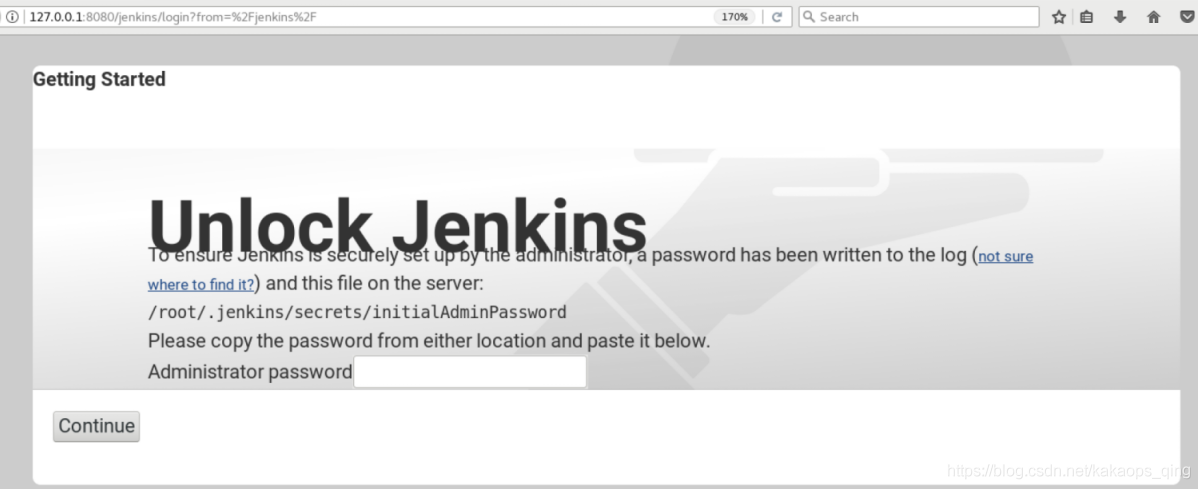 127.0.0.1:8080/jenkins/login?from=%2Fjenkins%2F
170%
Search
Getting Started
Unlock Jenkins
To ensure Jenkins is securely set up by the administrator, a password has been written to the log (not sure
where to find it?) and this file on the server:
/root/.jenkins/secrets/initialAdminPassword
Please copy the password from either location and paste it below.
Administrator password
Continue
https://blog.csdn.net/kakaops_qing